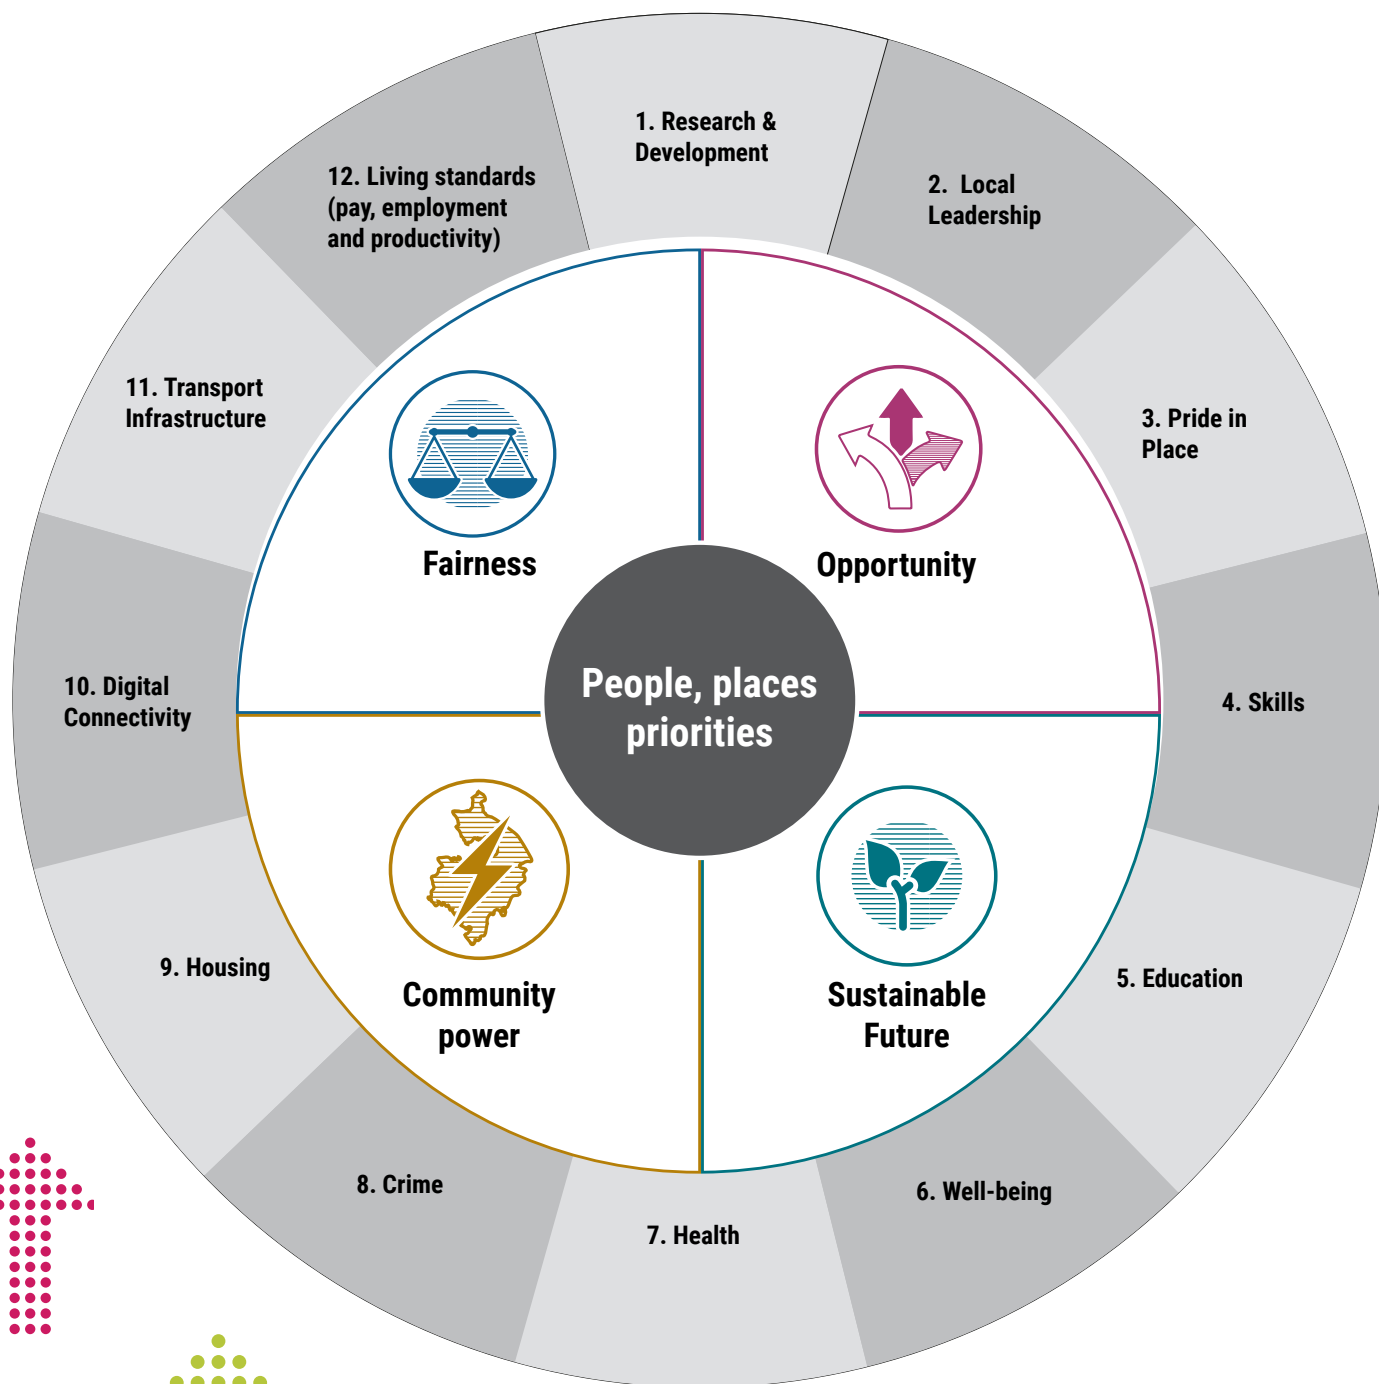 1. Research &
Development
2. Local
Leadership
3. Pride in
Place
4. Skills
5. Education
6. Well-being
7. Health
8. Crime
9. Housing
10. Digital
Connectivity
11. Transport
Infrastructure
12. Living standards
(pay, employment
and productivity)
Fairness
Opportunity
People, places
priorities
Community
power
Sustainable
Future